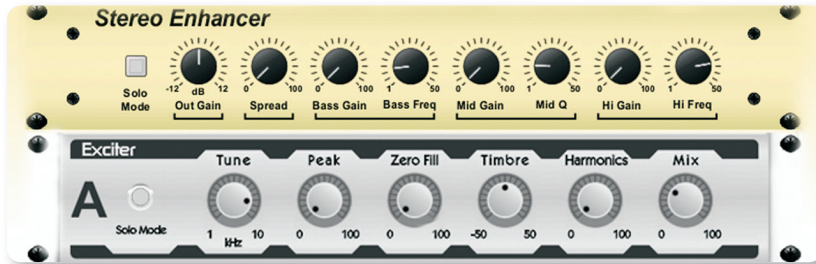 Stereo Enhancer
Solo Mode
-12 dB 12 0 100 0 100 1 50 0 100 1 50 0 100 1 50
Out Gain Spread Bass Gain Bass Freq Mid Gain Mid Q Hi Gain Hi Freq
Exciter
Tune Peak Zero Fill Timbre Harmonics Mix
A
Solo Mode
1 10 0 100 0 100 -50 50 0 100 0 100
kHz